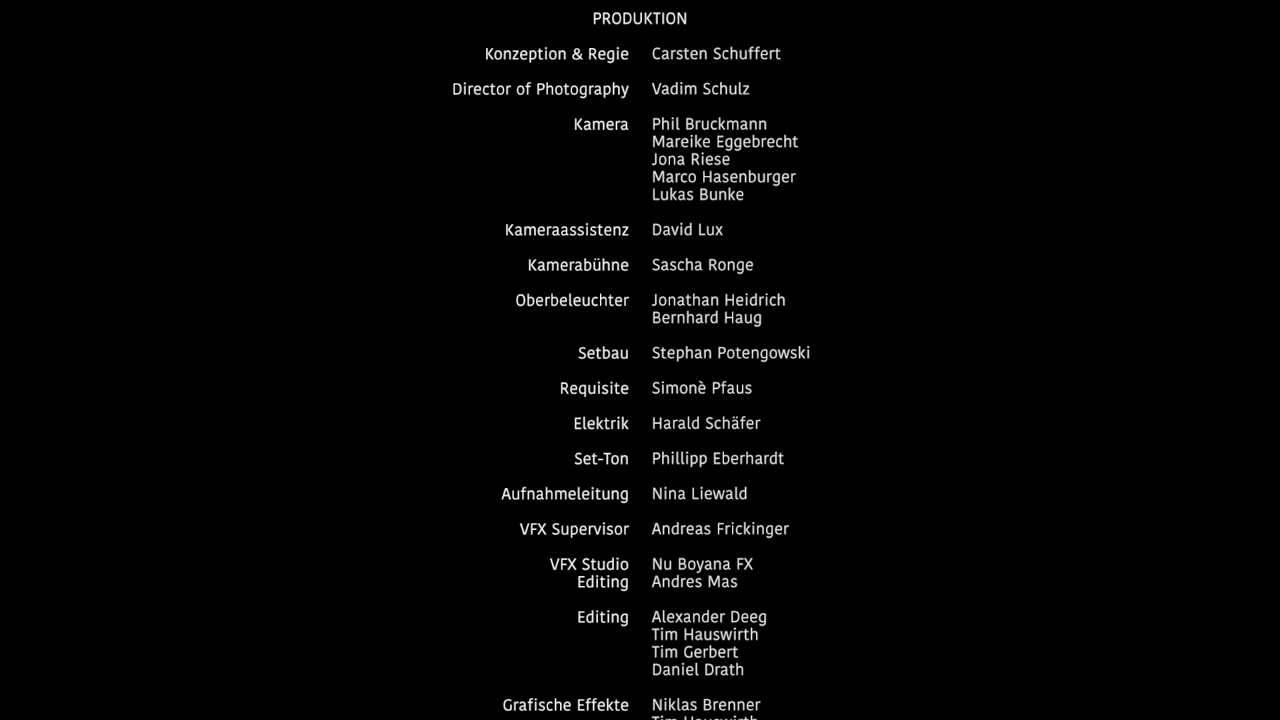 PRODUKTION
Konzeption & Regie Carsten Schuffert
Director of Photography Vadim Schulz
Kamera Phil Bruckmann
Mareike Eggebrecht
Jona Riese
Marco Hasenburger
Lukas Bunke
Kameraassistenz David Lux
Kamerabühne Sascha Ronge
Oberbeleuchter Jonathan Heidrich
Bernhard Haug
Setbau Stephan Potengowski
Requisite Simonè Pfaus
Elektrik Harald Schäfer
Set-Ton Phillipp Eberhardt
Aufnahmeleitung Nina Liewald
VFX Supervisor Andreas Frickinger
VFX Studio Nu Boyana FX
Editing Andres Mas
Editing Alexander Deeg
Tim Hauswirth
Tim Gerbert
Daniel Drath
Grafische Effekte Niklas Brenner
Tim Hauswirth